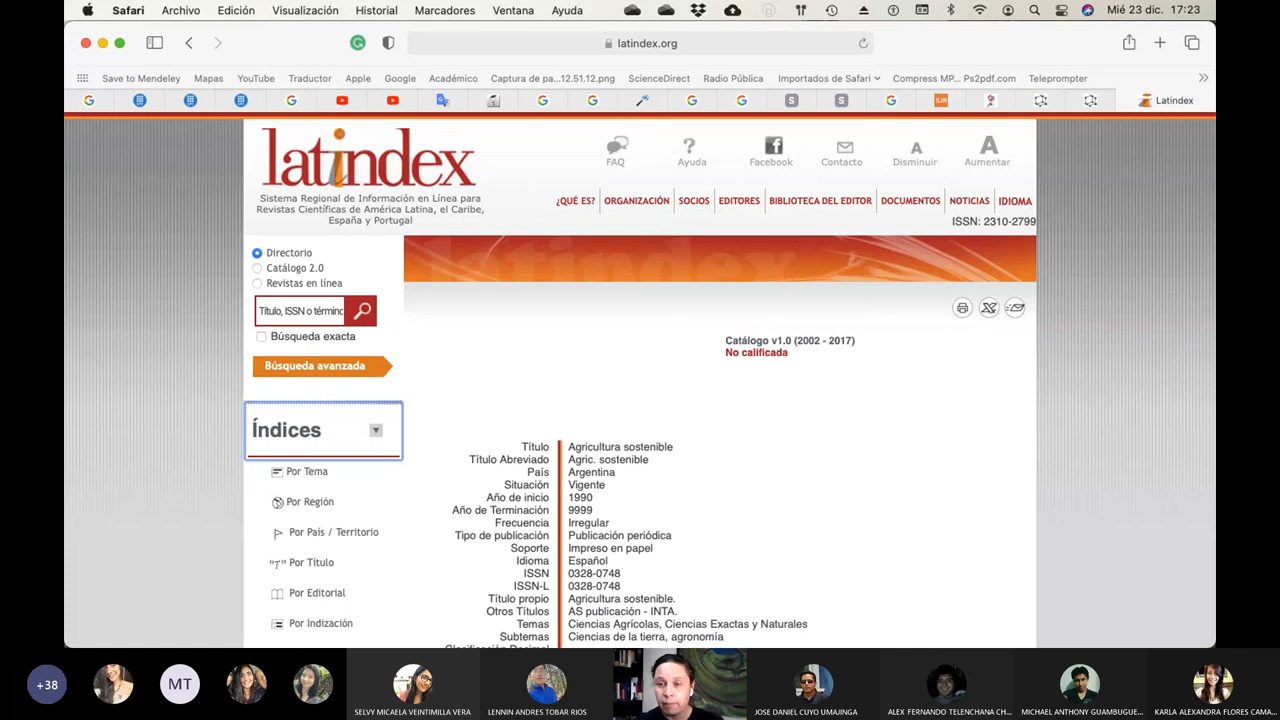 Safari Archivo Edición Visualización Historial Marcadores Ventana Ayuda Mié 23 dic. 17:23
latindex.org
Save to Mendeley Mapas YouTube Traductor Apple Google Académico Captura de pa...12.51.12.png ScienceDirect Radio Pública Importados de Safari Compress MP... Ps2pdf.com Teleprompter
SJR Latindex
latindex
Sistema Regional de Información en Línea para
Revistas Científicas de América Latina, el Caribe,
España y Portugal
FAQ Ayuda Facebook Contacto Disminuir Aumentar
¿QUÉ ES? ORGANIZACIÓN SOCIOS EDITORES BIBLIOTECA DEL EDITOR DOCUMENTOS NOTICIAS IDIOMA
ISSN: 2310-2799
Directorio
Catálogo 2.0
Revistas en línea
Título, ISSN o términc
Búsqueda exacta
Búsqueda avanzada
Índices
Por Tema
Por Región
Por País / Territorio
Por Título
Por Editorial
Por Indización
Catálogo v1.0 (2002 - 2017)
No calificada
Título Agricultura sostenible
Título Abreviado Agric. sostenible
País Argentina
Situación Vigente
Año de inicio 1990
Año de Terminación 9999
Frecuencia Irregular
Tipo de publicación Publicación periódica
Soporte Impreso en papel
Idioma Español
ISSN 0328-0748
ISSN-L 0328-0748
Título propio Agricultura sostenible.
Otros Títulos AS publicación - INTA.
Temas Ciencias Agrícolas, Ciencias Exactas y Naturales
Subtemas Ciencias de la tierra, agronomía
Clasificación Decimal
+38 MT SELVY MICAELA VEINTIMILLA VERA LENNIN ANDRES TOBAR RIOS JOSE DANIEL CUYO UMAJINGA ALEX FERNANDO TELENCHANA CH... MICHAEL ANTHONY GUAMBUGUE... KARLA ALEXANDRA FLORES CAMA...